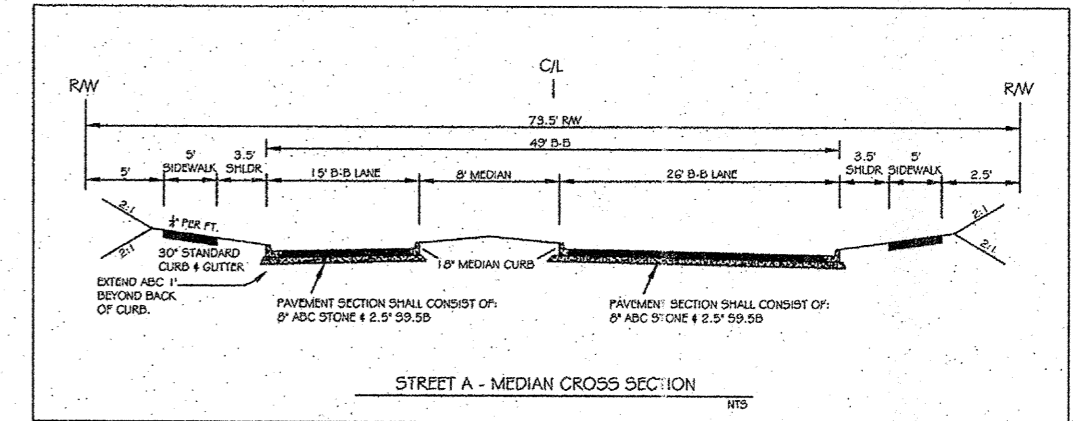 C/L
R/W
R/W
73.5' R/W
49' B-B
5'
5'
SIDEWALK
3.5'
SHLDR
15' B-B LANE
8' MEDIAN
26' B-B LANE
3.5'
SHLDR
5'
SIDEWALK
2.5'
2:1
2:1
¼" PER FT.
2:1
2:1
30" STANDARD
CURB & GUTTER
18" MEDIAN CURB
EXTEND ABC 1'
BEYOND BACK
OF CURB.
PAVEMENT SECTION SHALL CONSIST OF:
8" ABC STONE & 2.5" S9.5B
PAVEMENT SECTION SHALL CONSIST OF:
8" ABC STONE & 2.5" S9.5B
STREET A - MEDIAN CROSS SECTION
NTS